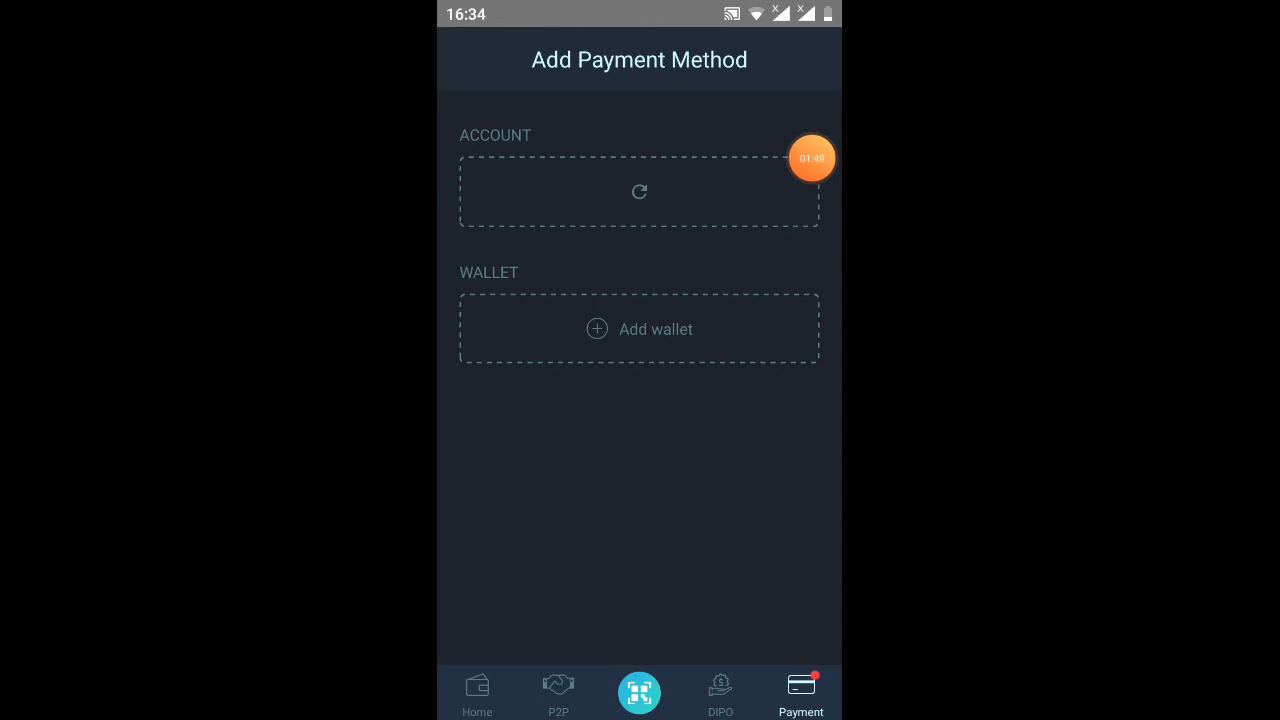 16:34
Add Payment Method
ACCOUNT
01:49
WALLET
Add wallet
Home
P2P
DIPO
Payment